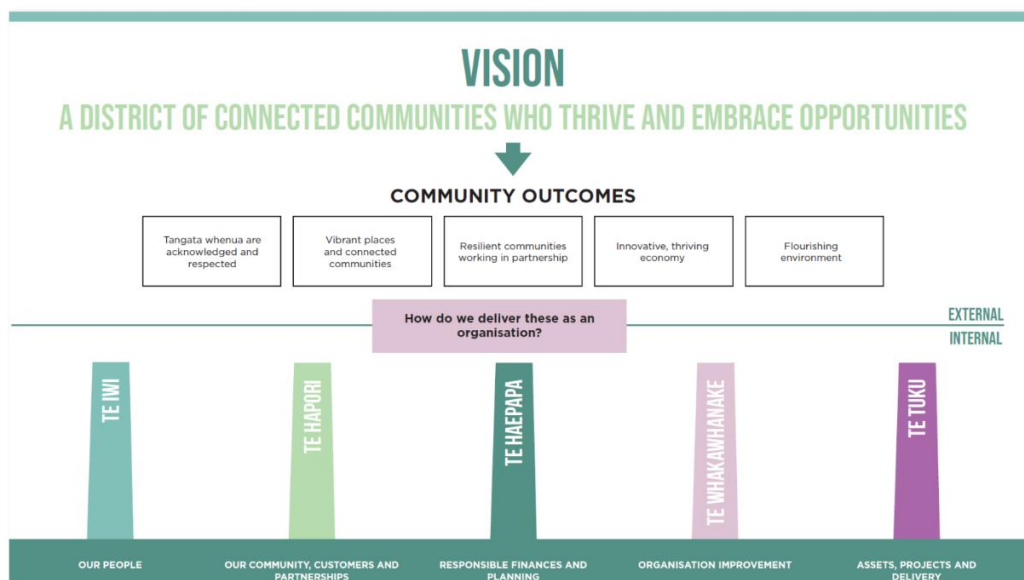 VISION
A DISTRICT OF CONNECTED COMMUNITIES WHO THRIVE AND EMBRACE OPPORTUNITIES
COMMUNITY OUTCOMES
Tangata whenua are
acknowledged and
respected
Vibrant places
and connected
communities
Resilient communities
working in partnership
Innovative, thriving
economy
Flourishing
environment
How do we deliver these as an
organisation?
EXTERNAL
INTERNAL
TE IWI
TE HAPORI
TE HAEPAPA
TE WHAKAWHANAKE
TE TUKU
OUR PEOPLE
OUR COMMUNITY, CUSTOMERS AND
PARTNERSHIPS
RESPONSIBLE FINANCES AND
PLANNING
ORGANISATION IMPROVEMENT
ASSETS, PROJECTS AND
DELIVERY